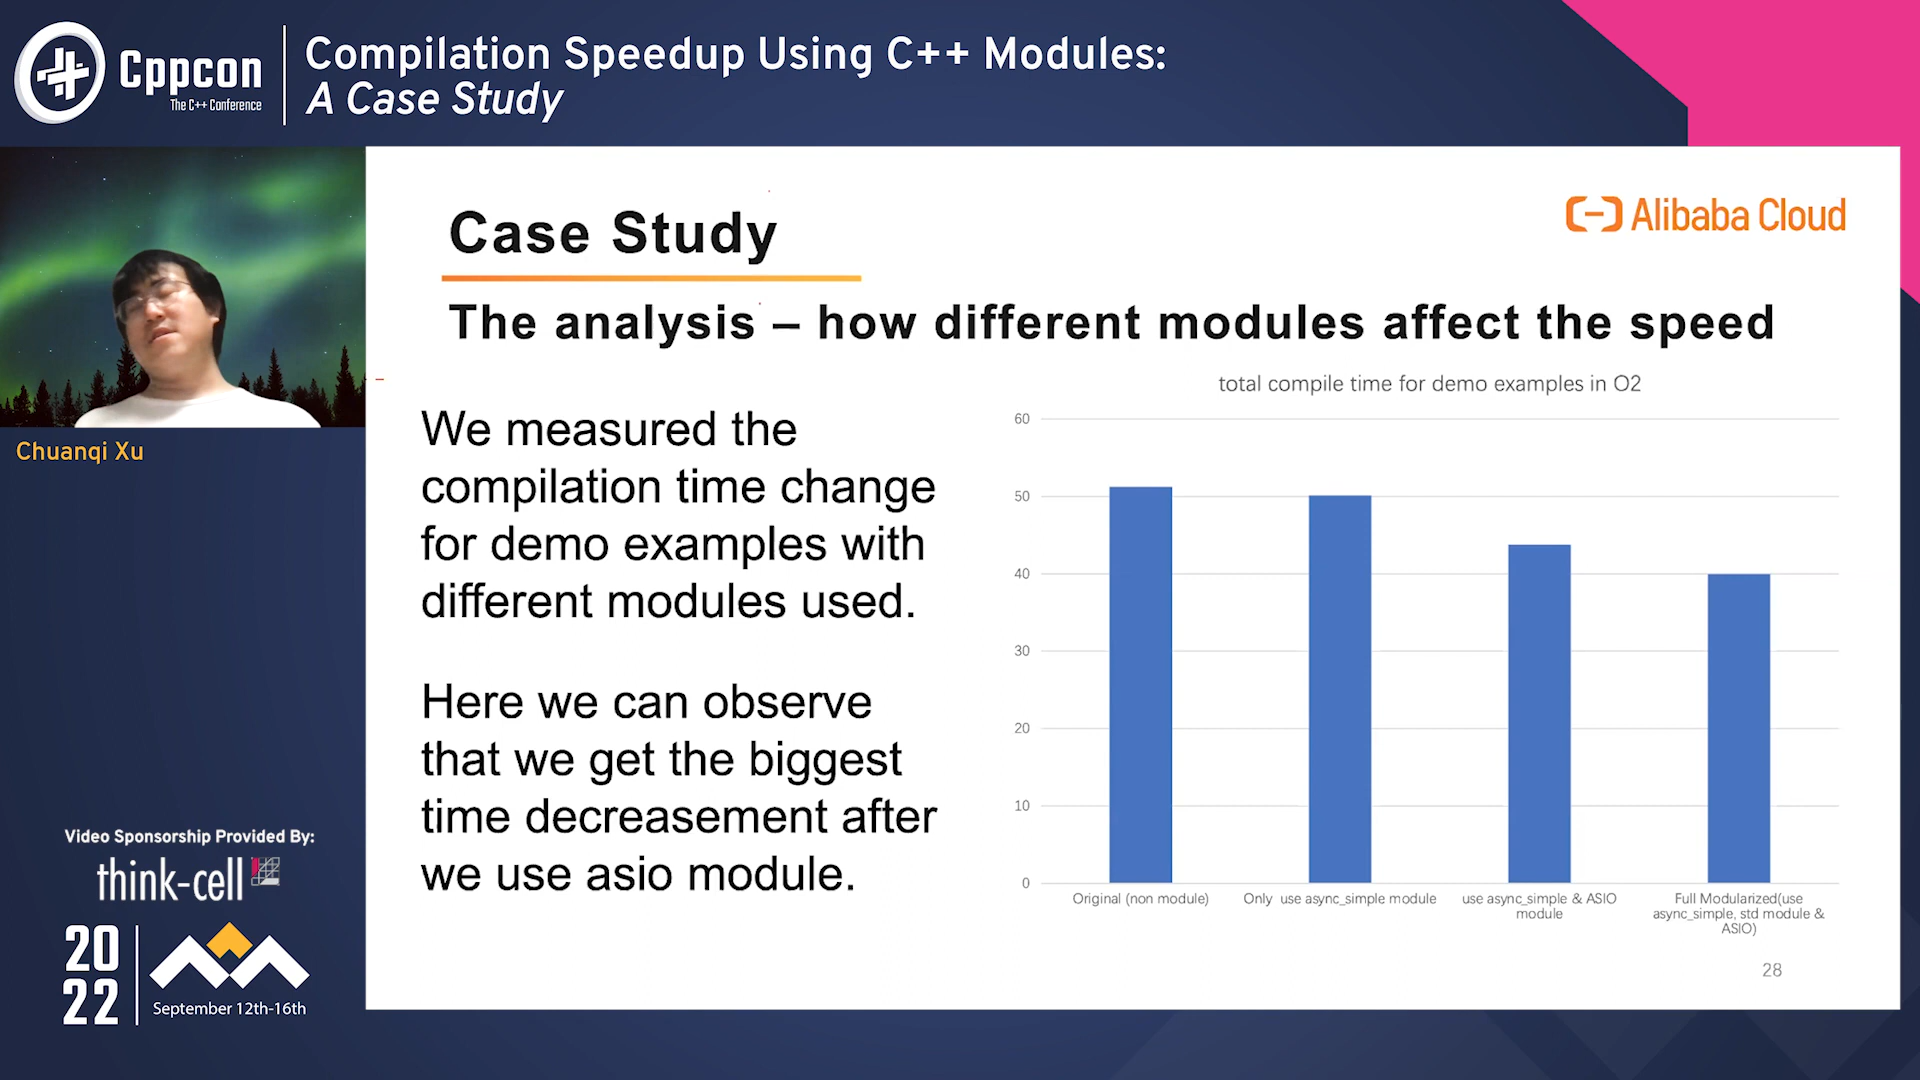 Cppcon
The C++ Conference
Compilation Speedup Using C++ Modules:
A Case Study
Chuanqi Xu
Video Sponsorship Provided By:
think-cell
20
22
September 12th-16th
Alibaba Cloud
Case Study
The analysis – how different modules affect the speed
We measured the
compilation time change
for demo examples with
different modules used.
Here we can observe
that we get the biggest
time decreasement after
we use asio module.
total compile time for demo examples in O2
60
50
40
30
20
10
0
Original (non module)
Only use async_simple module
use async_simple & ASIO
module
Full Modularized(use
async_simple, std module &
ASIO)
28